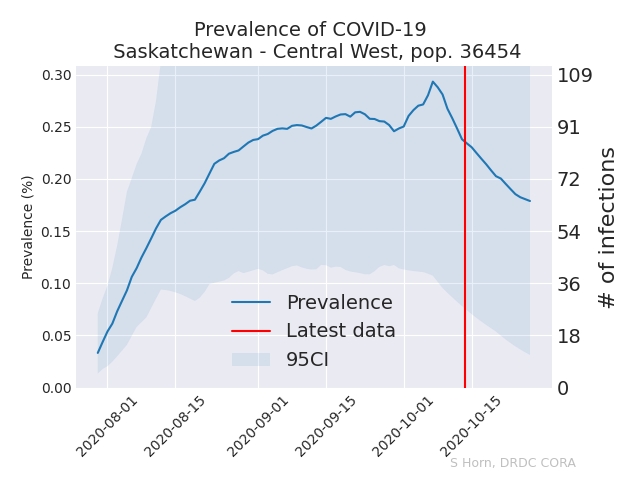 Prevalence of COVID-19
Saskatchewan - Central West, pop. 36454
0.30
0.25
0.20
0.15
0.10
0.05
0.00
Prevalence (%)
109
91
72
54
36
18
0
# of infections
Prevalence
Latest data
95CI
2020-08-01
2020-08-15
2020-09-01
2020-09-15
2020-10-01
2020-10-15
S Horn, DRDC CORA